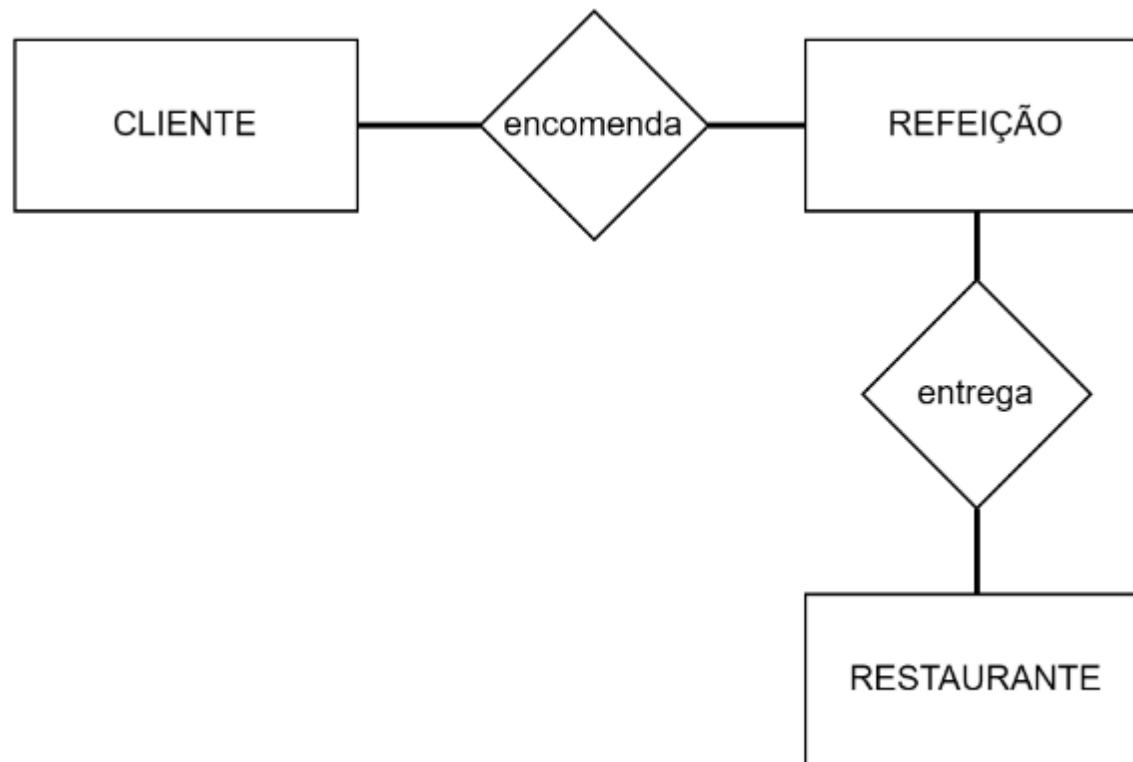 CLIENTE
encomenda
REFEIÇÃO
entrega
RESTAURANTE